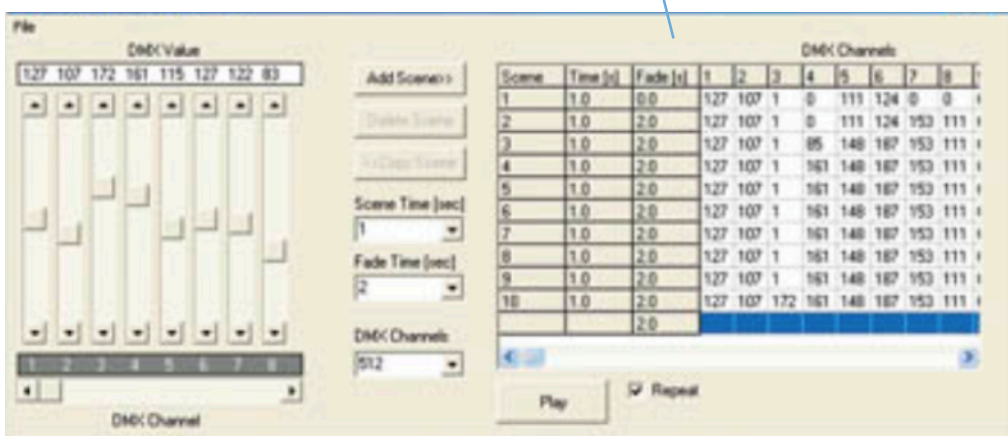 File
DMX Value
127 107 172 161 115 127 122 83
1 2 3 4 5 6 7 8
DMX Channel
Add Scene>>
Delete Scene
<<Copy Scene
Scene Time [sec]
1
Fade Time [sec]
2
DMX Channels
512
DMX Channels
Scene Time [s] Fade [s] 1 2 3 4 5 6 7 8
1 1.0 0.0 127 107 1 0 111 124 0 0
2 1.0 2.0 127 107 1 0 111 124 153 111
3 1.0 2.0 127 107 1 85 148 187 153 111
4 1.0 2.0 127 107 1 161 148 187 153 111
5 1.0 2.0 127 107 1 161 148 187 153 111
6 1.0 2.0 127 107 1 161 148 187 153 111
7 1.0 2.0 127 107 1 161 148 187 153 111
8 1.0 2.0 127 107 1 161 148 187 153 111
9 1.0 2.0 127 107 1 161 148 187 153 111
10 1.0 2.0 127 107 172 161 148 187 153 111
2.0
Play
Repeat